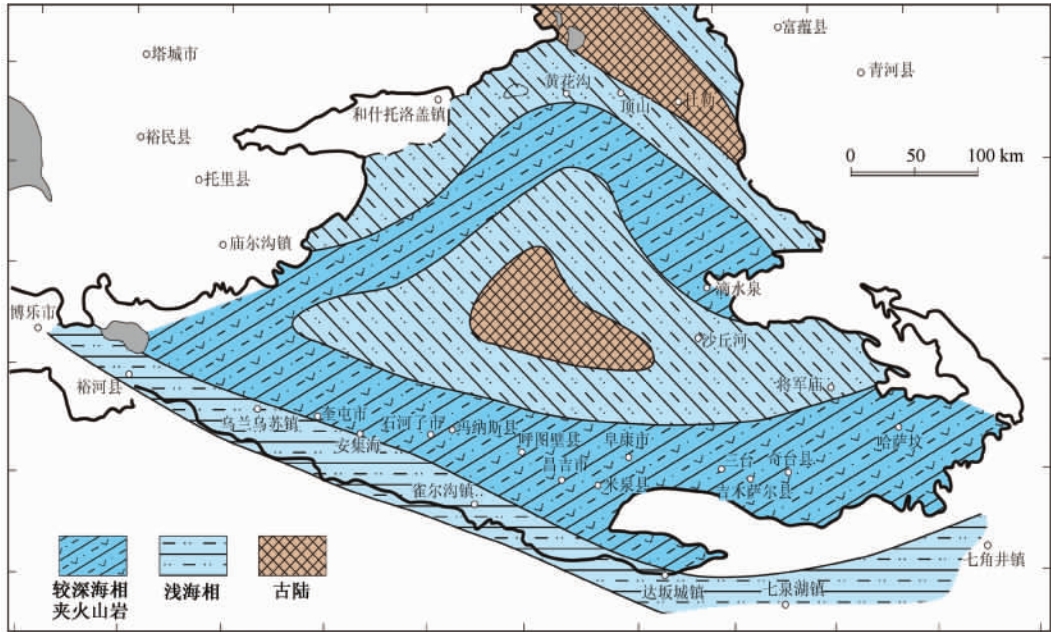 富蕴县
塔城市
青河县
黄花沟
和什托洛盖镇
顶山
杜勒
裕民县
0 50 100 km
托里县
庙尔沟镇
滴水泉
博乐市
沙丘河
裕河县
将军庙
乌兰乌苏镇
奎屯市
石河子市
玛纳斯县
安集海
呼图壁县
阜康市
哈萨坟
昌吉市
三台
奇台县
米泉县
吉木萨尔县
雀尔沟镇
七角井镇
达坂城镇
七泉湖镇
较深海相
夹火山岩
浅海相
古陆